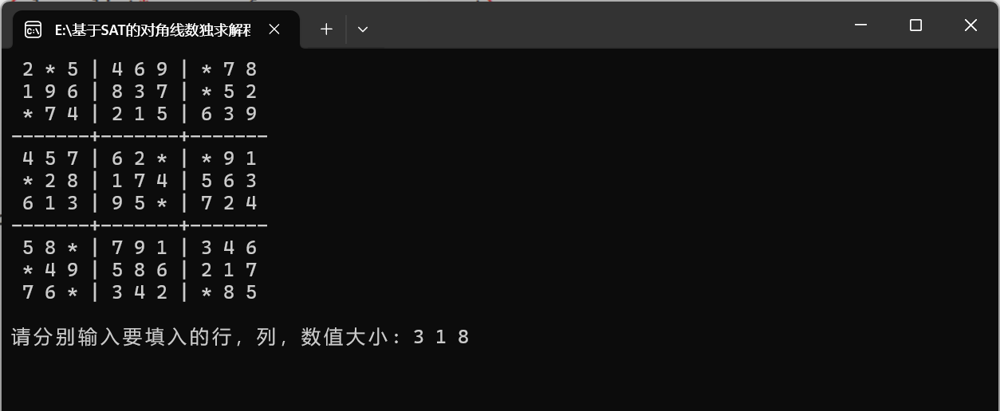 E:\基于SAT的对角线数独求解
2 * 5 | 4 6 9 | * 7 8
1 9 6 | 8 3 7 | * 5 2
* 7 4 | 2 1 5 | 6 3 9
-------+-------+-------
4 5 7 | 6 2 * | * 9 1
* 2 8 | 1 7 4 | 5 6 3
6 1 3 | 9 5 * | 7 2 4
-------+-------+-------
5 8 * | 7 9 1 | 3 4 6
* 4 9 | 5 8 6 | 2 1 7
7 6 * | 3 4 2 | * 8 5
请分别输入要填入的行，列，数值大小：3 1 8